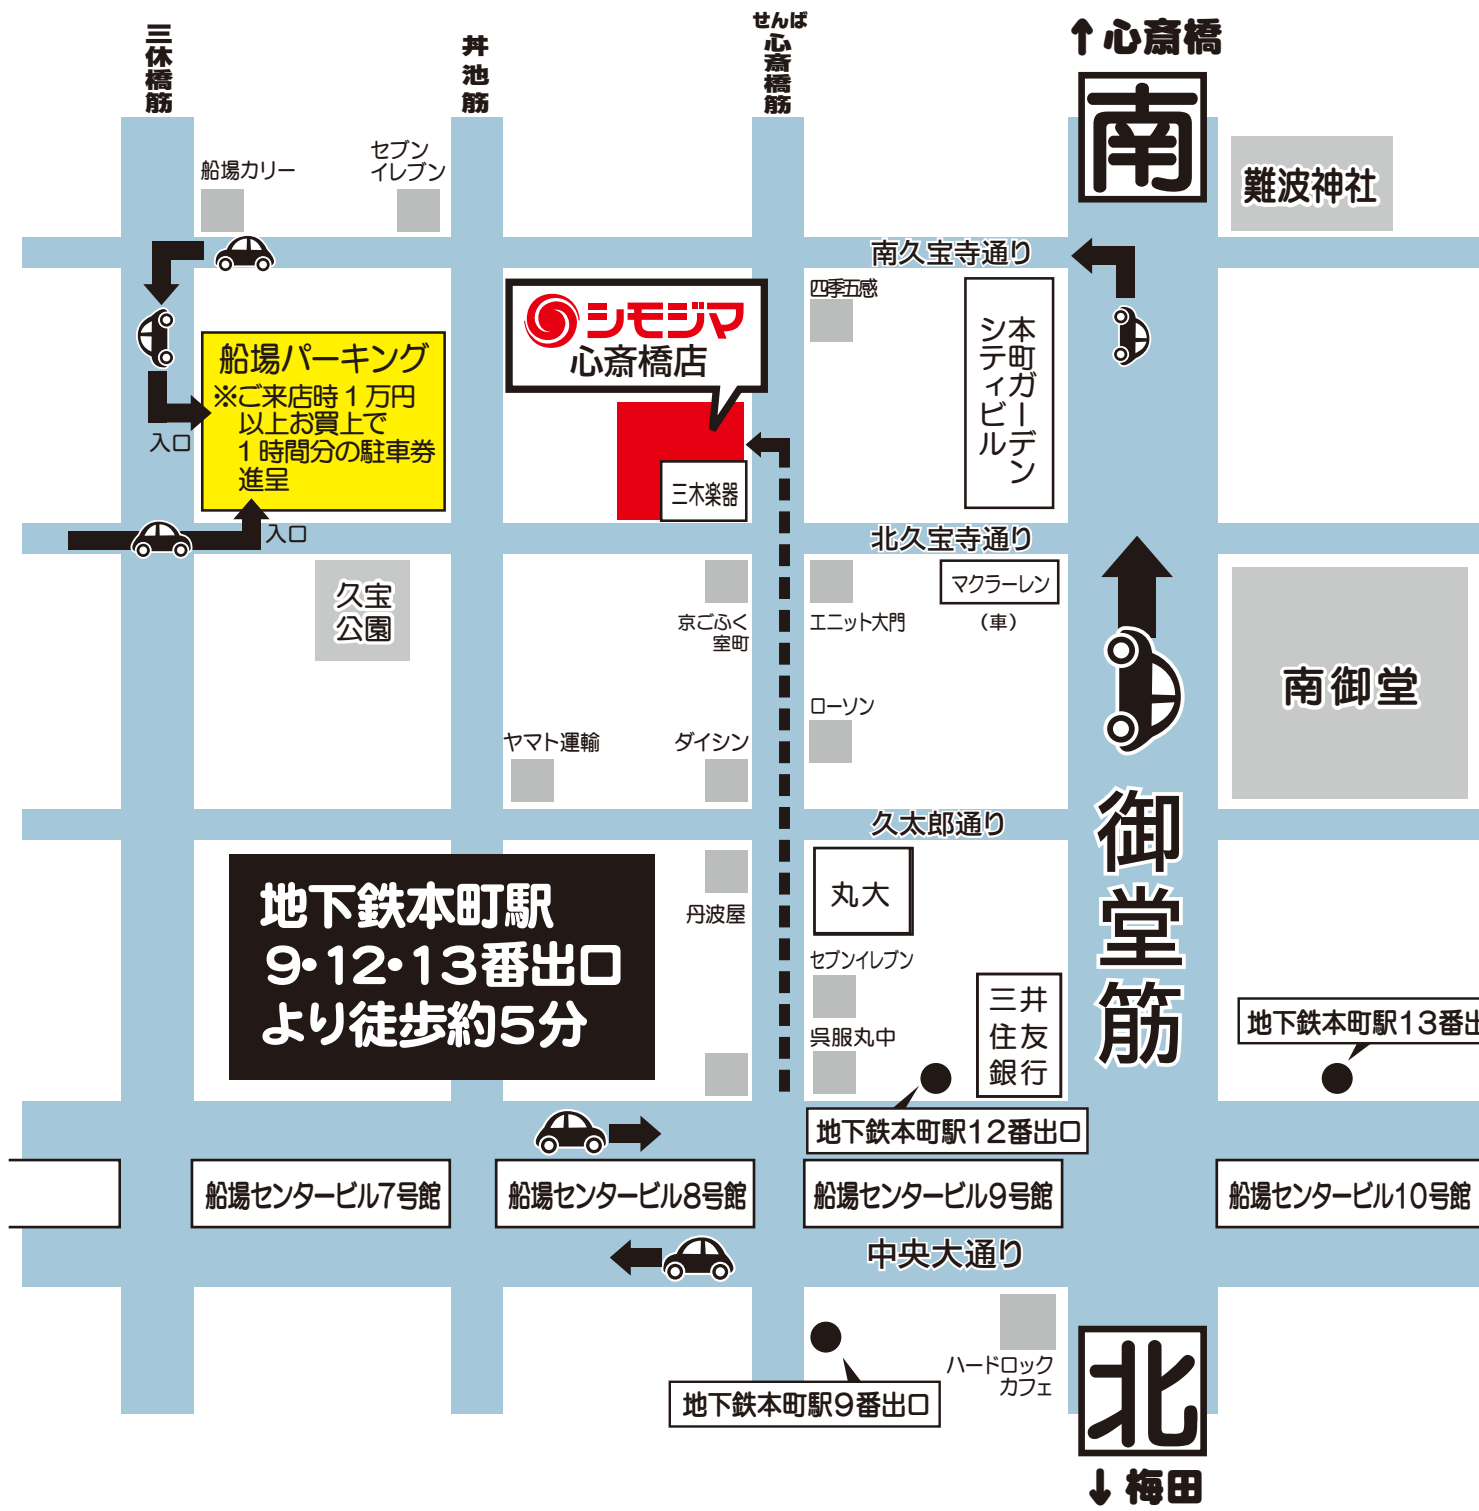 三休橋筋
丼池筋
せんば
心斎橋筋
↑心斎橋
南
難波神社
船場カリー
セブン
イレブン
南久宝寺通り
四季五感
本町ガーデン
シティビル
シモジマ
心斎橋店
三木楽器
船場パーキング
※ご来店時1万円
以上お買上で
1時間分の駐車券
進呈
入口
入口
北久宝寺通り
久宝
公園
京ごふく
室町
エニット大門
マクラーレン
（車）
南御堂
ローソン
ヤマト運輸
ダイシン
久太郎通り
御堂筋
地下鉄本町駅
9・12・13番出口
より徒歩約5分
丹波屋
丸大
セブンイレブン
呉服丸中
三井
住友
銀行
地下鉄本町駅13番出
地下鉄本町駅12番出口
船場センタービル7号館
船場センタービル8号館
船場センタービル9号館
船場センタービル10号館
中央大通り
ハードロック
カフェ
地下鉄本町駅9番出口
北
↓梅田